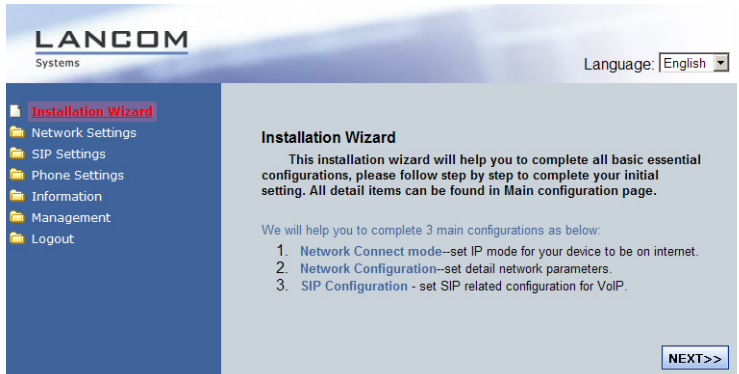 LANCOM
Systems
Language: English
Installation Wizard
Network Settings
SIP Settings
Phone Settings
Information
Management
Logout
Installation Wizard
This installation wizard will help you to complete all basic essential
configurations, please follow step by step to complete your initial
setting. All detail items can be found in Main configuration page.
We will help you to complete 3 main configurations as below:
1. Network Connect mode--set IP mode for your device to be on internet.
2. Network Configuration--set detail network parameters.
3. SIP Configuration - set SIP related configuration for VoIP.
NEXT>>